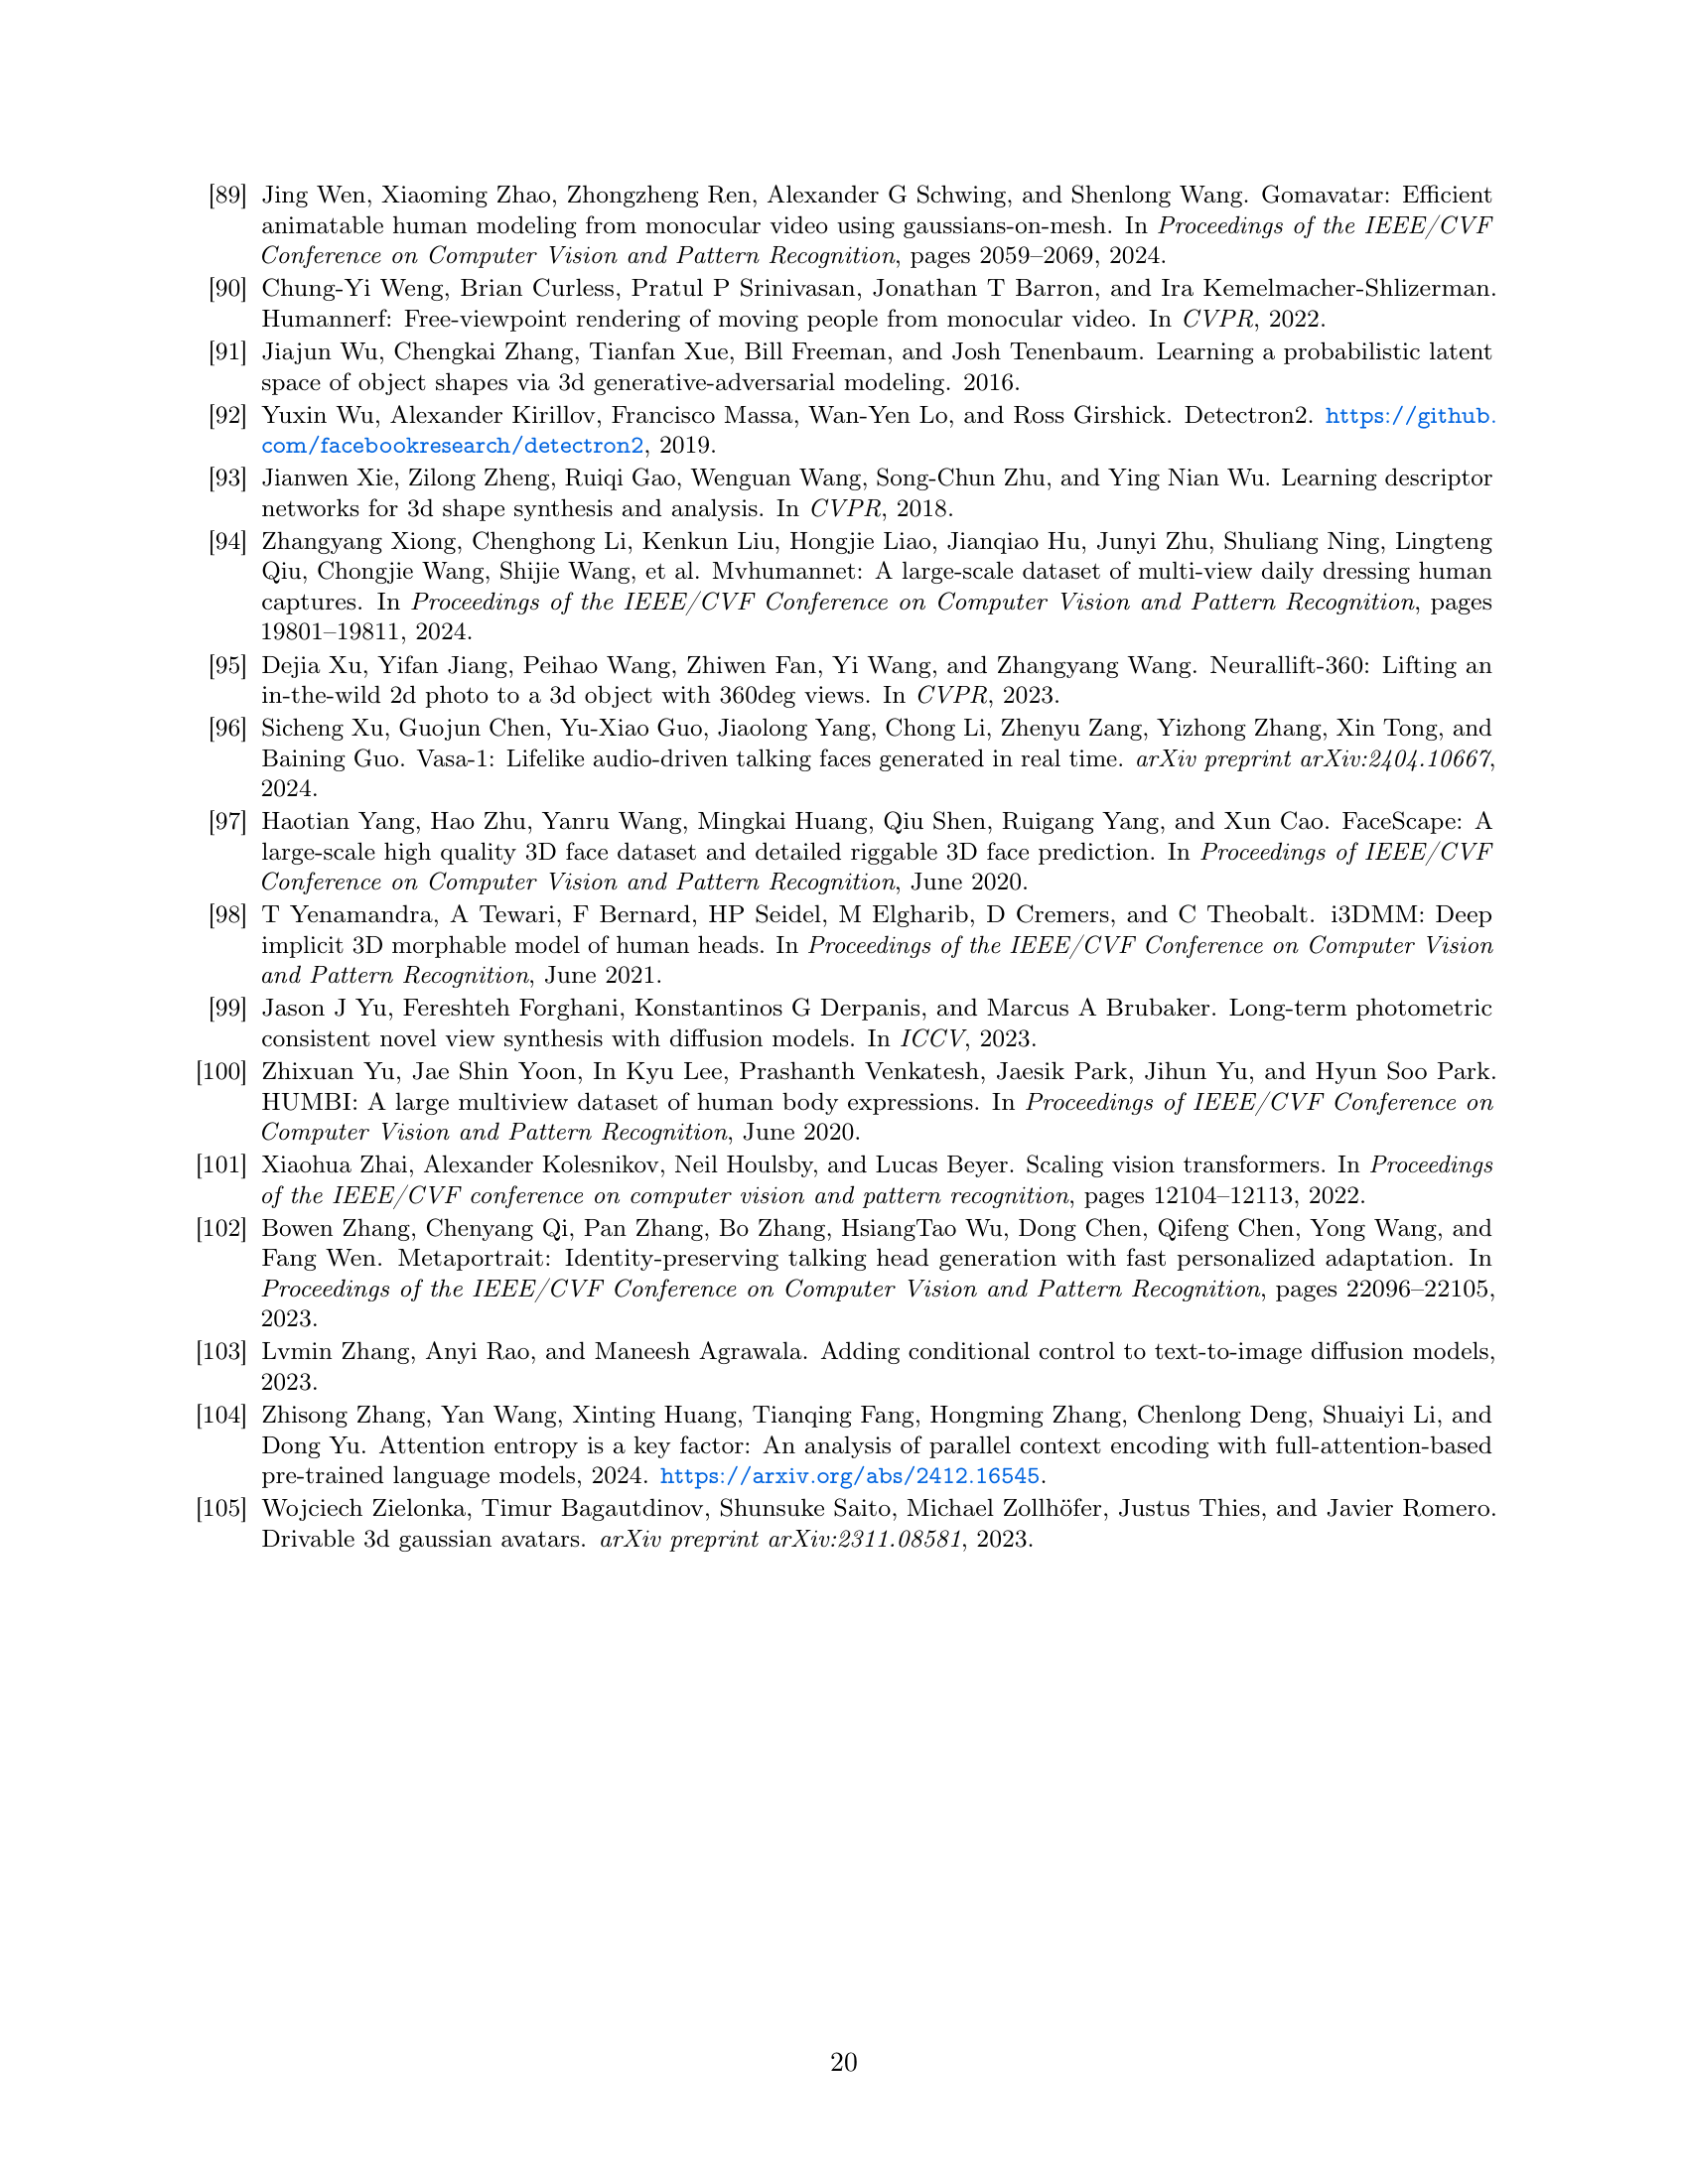 [89] Jing Wen, Xiaoming Zhao, Zhongzheng Ren, Alexander G Schwing, and Shenlong Wang. Gomavatar: Efficient
animatable human modeling from monocular video using gaussians-on-mesh. In Proceedings of the IEEE/CVF
Conference on Computer Vision and Pattern Recognition, pages 2059–2069, 2024.
[90] Chung-Yi Weng, Brian Curless, Pratul P Srinivasan, Jonathan T Barron, and Ira Kemelmacher-Shlizerman.
Humannerf: Free-viewpoint rendering of moving people from monocular video. In CVPR, 2022.
[91] Jiajun Wu, Chengkai Zhang, Tianfan Xue, Bill Freeman, and Josh Tenenbaum. Learning a probabilistic latent
space of object shapes via 3d generative-adversarial modeling. 2016.
[92] Yuxin Wu, Alexander Kirillov, Francisco Massa, Wan-Yen Lo, and Ross Girshick. Detectron2. https://github.
com/facebookresearch/detectron2, 2019.
[93] Jianwen Xie, Zilong Zheng, Ruiqi Gao, Wenguan Wang, Song-Chun Zhu, and Ying Nian Wu. Learning descriptor
networks for 3d shape synthesis and analysis. In CVPR, 2018.
[94] Zhangyang Xiong, Chenghong Li, Kenkun Liu, Hongjie Liao, Jianqiao Hu, Junyi Zhu, Shuliang Ning, Lingteng
Qiu, Chongjie Wang, Shijie Wang, et al. Mvhumannet: A large-scale dataset of multi-view daily dressing human
captures. In Proceedings of the IEEE/CVF Conference on Computer Vision and Pattern Recognition, pages
19801–19811, 2024.
[95] Dejia Xu, Yifan Jiang, Peihao Wang, Zhiwen Fan, Yi Wang, and Zhangyang Wang. Neurallift-360: Lifting an
in-the-wild 2d photo to a 3d object with 360deg views. In CVPR, 2023.
[96] Sicheng Xu, Guojun Chen, Yu-Xiao Guo, Jiaolong Yang, Chong Li, Zhenyu Zang, Yizhong Zhang, Xin Tong, and
Baining Guo. Vasa-1: Lifelike audio-driven talking faces generated in real time. arXiv preprint arXiv:2404.10667,
2024.
[97] Haotian Yang, Hao Zhu, Yanru Wang, Mingkai Huang, Qiu Shen, Ruigang Yang, and Xun Cao. FaceScape: A
large-scale high quality 3D face dataset and detailed riggable 3D face prediction. In Proceedings of IEEE/CVF
Conference on Computer Vision and Pattern Recognition, June 2020.
[98] T Yenamandra, A Tewari, F Bernard, HP Seidel, M Elgharib, D Cremers, and C Theobalt. i3DMM: Deep
implicit 3D morphable model of human heads. In Proceedings of the IEEE/CVF Conference on Computer Vision
and Pattern Recognition, June 2021.
[99] Jason J Yu, Fereshteh Forghani, Konstantinos G Derpanis, and Marcus A Brubaker. Long-term photometric
consistent novel view synthesis with diffusion models. In ICCV, 2023.
[100] Zhixuan Yu, Jae Shin Yoon, In Kyu Lee, Prashanth Venkatesh, Jaesik Park, Jihun Yu, and Hyun Soo Park.
HUMBI: A large multiview dataset of human body expressions. In Proceedings of IEEE/CVF Conference on
Computer Vision and Pattern Recognition, June 2020.
[101] Xiaohua Zhai, Alexander Kolesnikov, Neil Houlsby, and Lucas Beyer. Scaling vision transformers. In Proceedings
of the IEEE/CVF conference on computer vision and pattern recognition, pages 12104–12113, 2022.
[102] Bowen Zhang, Chenyang Qi, Pan Zhang, Bo Zhang, HsiangTao Wu, Dong Chen, Qifeng Chen, Yong Wang, and
Fang Wen. Metaportrait: Identity-preserving talking head generation with fast personalized adaptation. In
Proceedings of the IEEE/CVF Conference on Computer Vision and Pattern Recognition, pages 22096–22105,
2023.
[103] Lvmin Zhang, Anyi Rao, and Maneesh Agrawala. Adding conditional control to text-to-image diffusion models,
2023.
[104] Zhisong Zhang, Yan Wang, Xinting Huang, Tianqing Fang, Hongming Zhang, Chenlong Deng, Shuaiyi Li, and
Dong Yu. Attention entropy is a key factor: An analysis of parallel context encoding with full-attention-based
pre-trained language models, 2024. https://arxiv.org/abs/2412.16545.
[105] Wojciech Zielonka, Timur Bagautdinov, Shunsuke Saito, Michael Zollhöfer, Justus Thies, and Javier Romero.
Drivable 3d gaussian avatars. arXiv preprint arXiv:2311.08581, 2023.
20